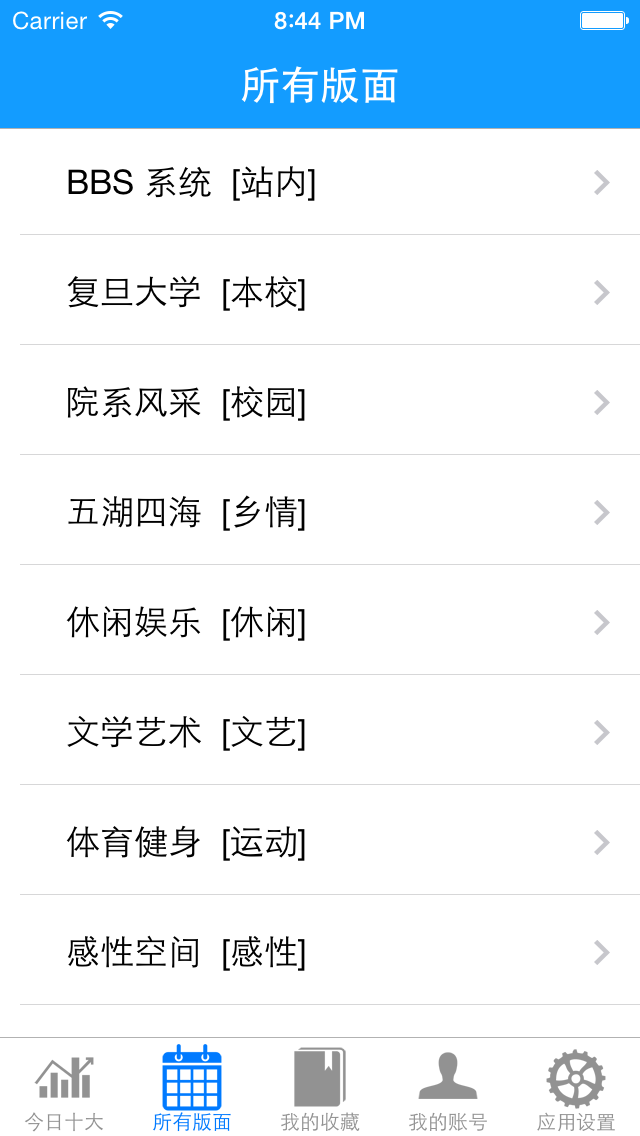 Carrier 8:44 PM
所有版面
BBS 系统 [站内]
复旦大学 [本校]
院系风采 [校园]
五湖四海 [乡情]
休闲娱乐 [休闲]
文学艺术 [文艺]
体育健身 [运动]
感性空间 [感性]
今日十大 所有版面 我的收藏 我的账号 应用设置